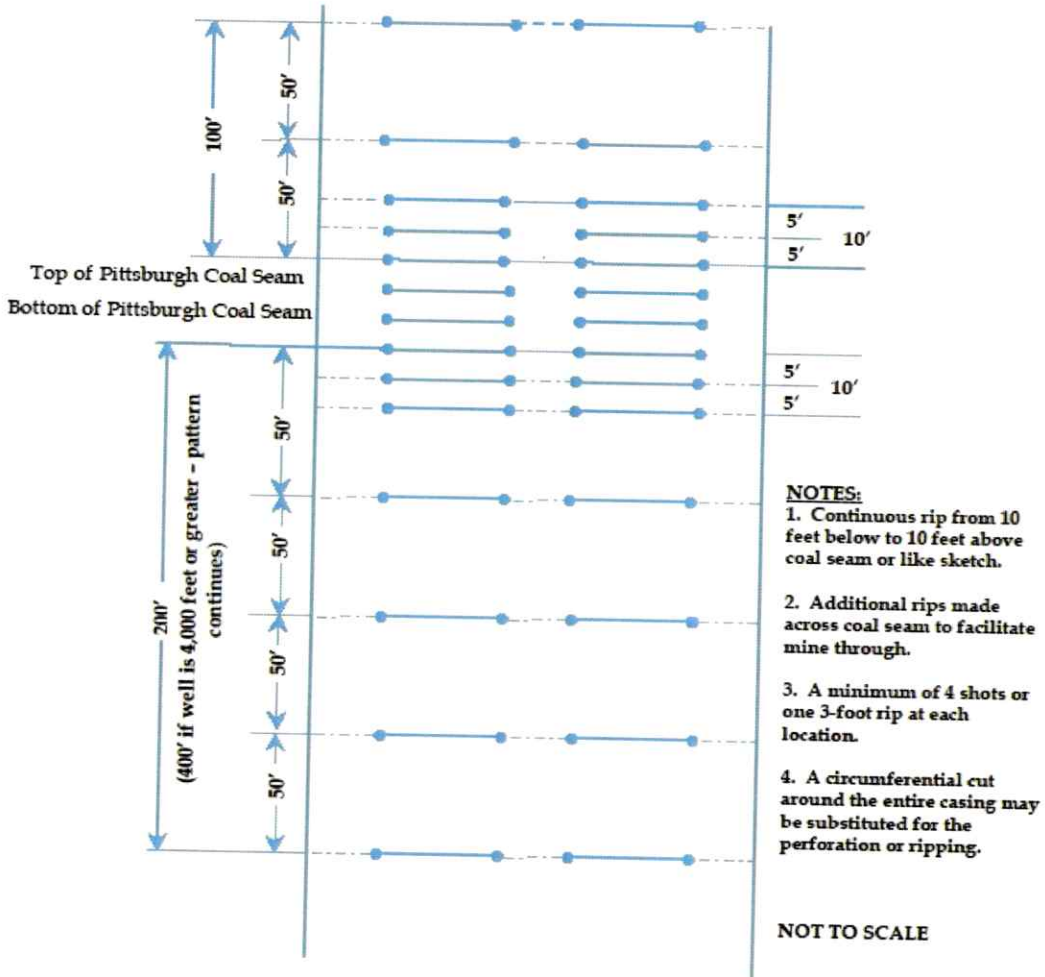 100'
50'
50'
5'
10'
5'
Top of Pittsburgh Coal Seam
Bottom of Pittsburgh Coal Seam
5'
10'
5'
200'
(400' if well is 4,000 feet or greater – pattern
continues)
50'
50'
50'
50'
NOTES:
1. Continuous rip from 10
feet below to 10 feet above
coal seam or like sketch.
2. Additional rips made
across coal seam to facilitate
mine through.
3. A minimum of 4 shots or
one 3-foot rip at each
location.
4. A circumferential cut
around the entire casing may
be substituted for the
perforation or ripping.
NOT TO SCALE